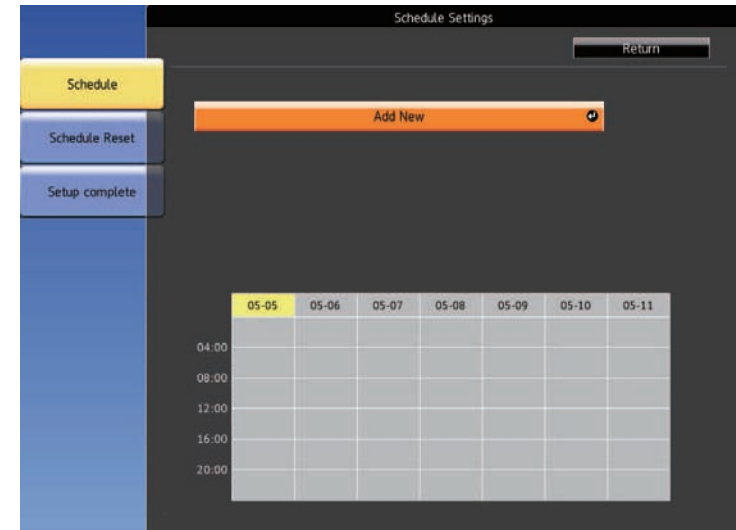 Schedule Settings
Return
Schedule
Add New
Schedule Reset
Setup complete
05-05 05-06 05-07 05-08 05-09 05-10 05-11
04:00
08:00
12:00
16:00
20:00